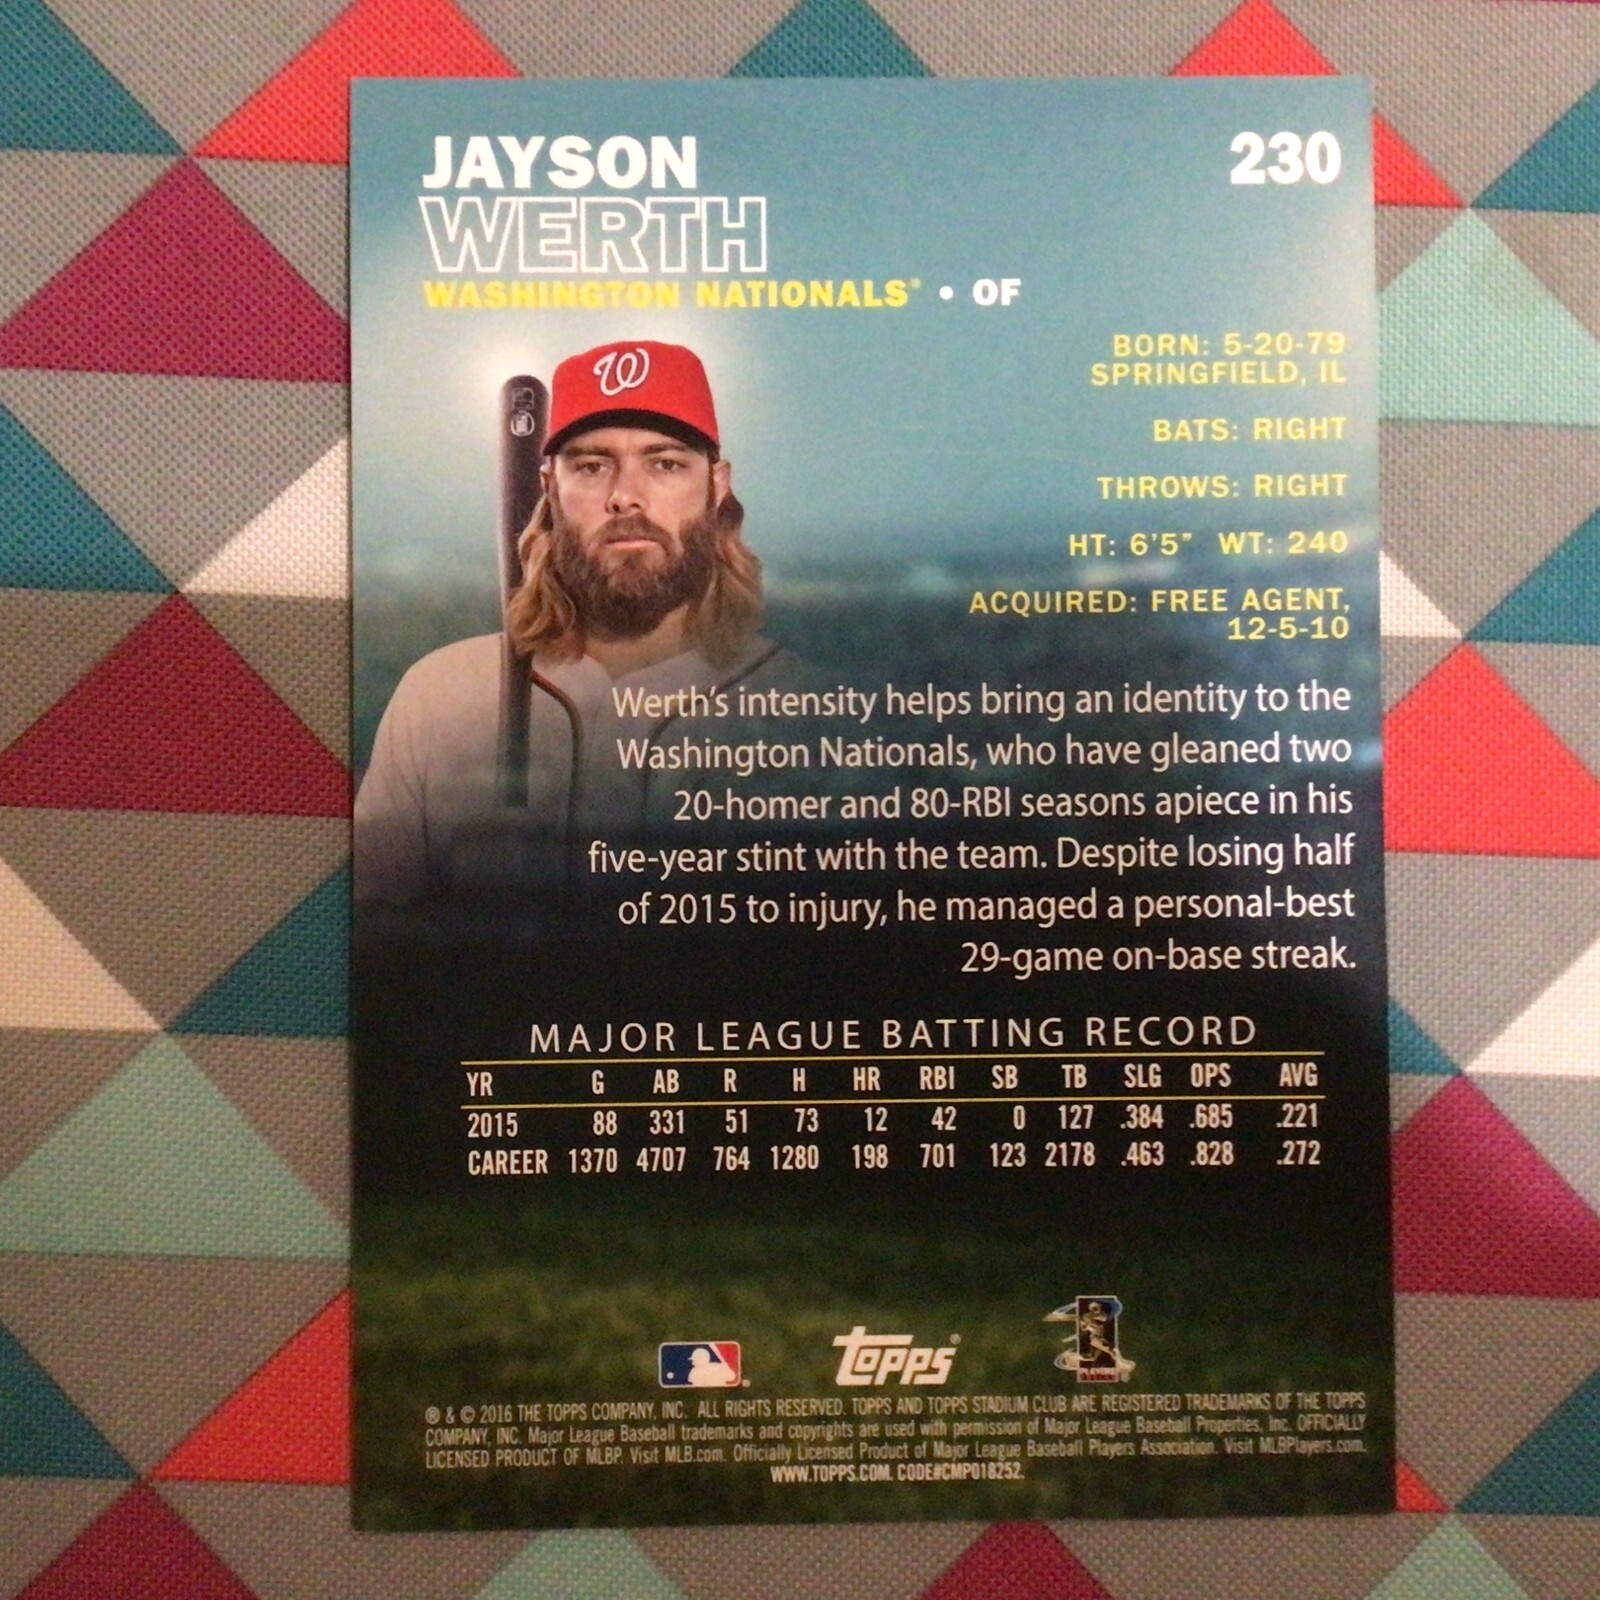 JAYSON
WERTH
230
WASHINGTON NATIONALS® • OF
BORN: 5-20-79
SPRINGFIELD, IL
BATS: RIGHT
THROWS: RIGHT
HT: 6'5" WT: 240
ACQUIRED: FREE AGENT,
12-5-10
W
Werth's intensity helps bring an identity to the
Washington Nationals, who have gleaned two
20-homer and 80-RBI seasons apiece in his
five-year stint with the team. Despite losing half
of 2015 to injury, he managed a personal-best
29-game on-base streak.
MAJOR LEAGUE BATTING RECORD
YR G AB R H HR RBI SB TB SLG OPS AVG
2015 88 331 51 73 12 42 0 127 .384 .685 .221
CAREER 1370 4707 764 1280 198 701 123 2178 .463 .828 .272
topps®
® & © 2016 THE TOPPS COMPANY, INC. ALL RIGHTS RESERVED. TOPPS AND TOPPS STADIUM CLUB ARE REGISTERED TRADEMARKS OF THE TOPPS
COMPANY, INC. Major League Baseball trademarks and copyrights are used with permission of Major League Baseball Properties, Inc. OFFICIALLY
LICENSED PRODUCT OF MLBP. Visit MLB.com. Officially Licensed Product of Major League Baseball Players Association. Visit MLBPlayers.com.
WWW.TOPPS.COM. CODE#CMP018252.